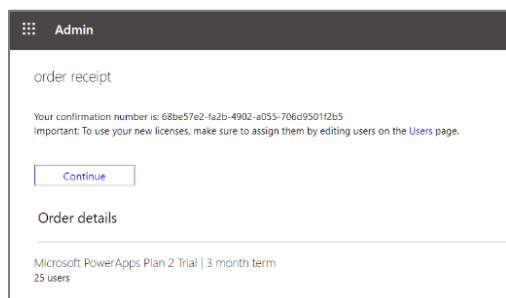 Admin
order receipt
Your confirmation number is: 68be57e2-fa2b-4902-a055-706d9501f2b5
Important: To use your new licenses, make sure to assign them by editing users on the Users page.
Continue
Order details
Microsoft PowerApps Plan 2 Trial | 3 month term
25 users